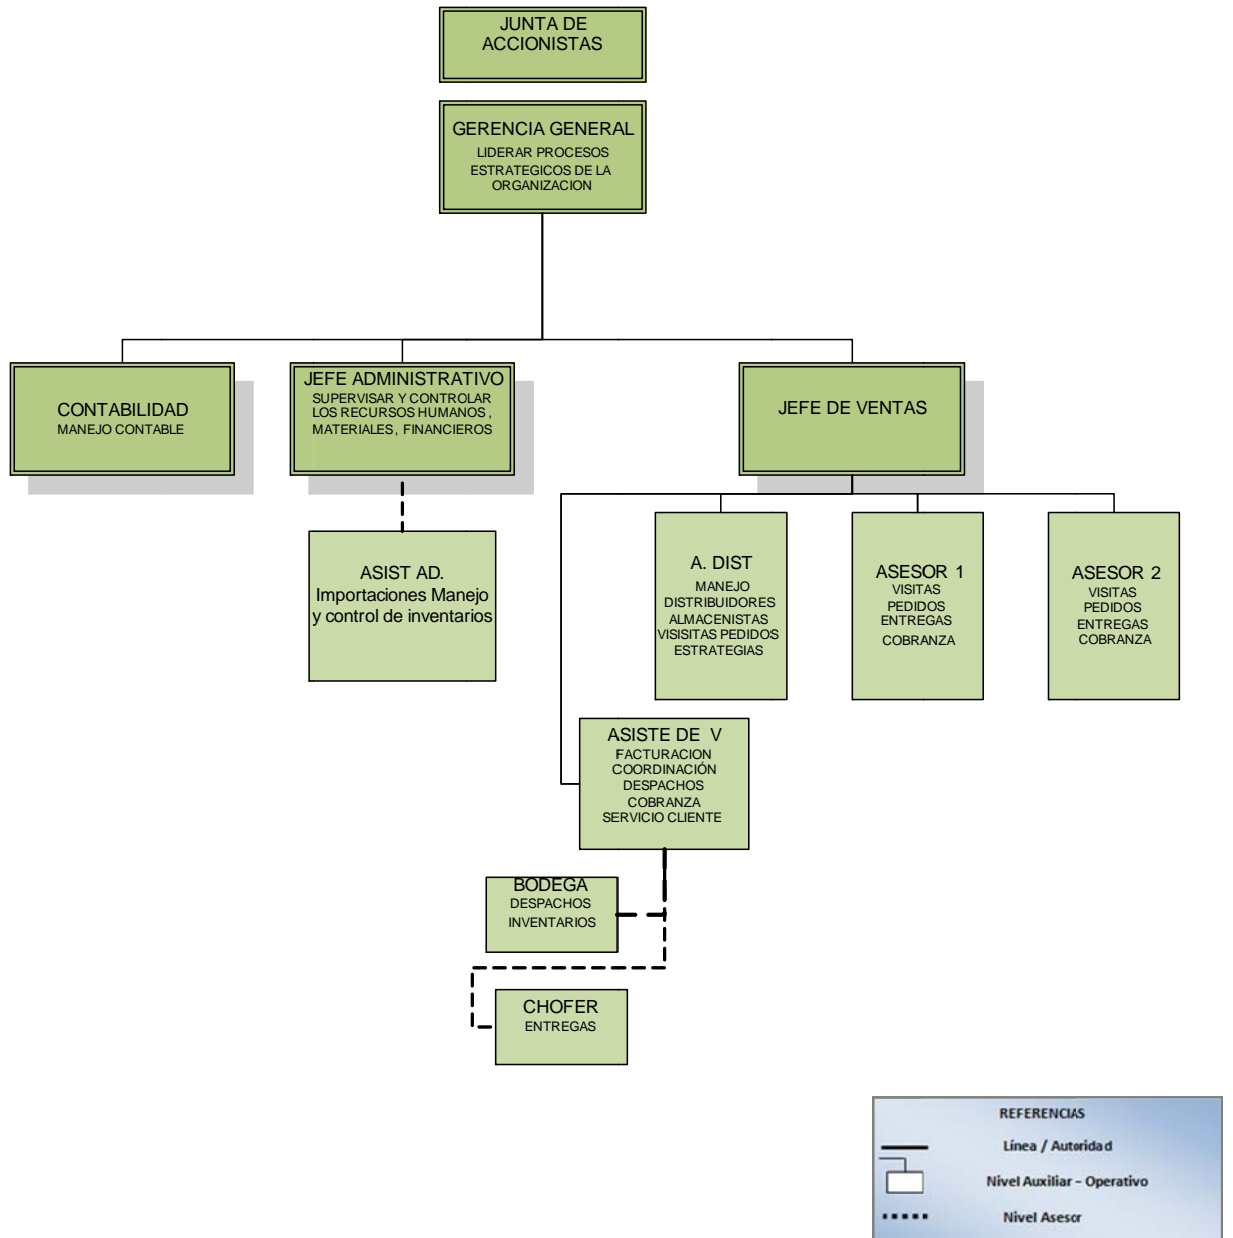 JUNTA DE
ACCIONISTAS
GERENCIA GENERAL
LIDERAR PROCESOS
ESTRATEGICOS DE LA
ORGANIZACION
CONTABILIDAD
MANEJO CONTABLE
JEFE ADMINISTRATIVO
SUPERVISAR Y CONTROLAR
LOS RECURSOS HUMANOS ,
MATERIALES , FINANCIEROS
JEFE DE VENTAS
ASIST AD.
Importaciones Manejo
y control de inventarios
A. DIST
MANEJO
DISTRIBUIDORES
ALMACENISTAS
VISISITAS PEDIDOS
ESTRATEGIAS
ASESOR 1
VISITAS
PEDIDOS
ENTREGAS
COBRANZA
ASESOR 2
VISITAS
PEDIDOS
ENTREGAS
COBRANZA
ASISTE DE V
FACTURACION
COORDINACIÓN
DESPACHOS
COBRANZA
SERVICIO CLIENTE
BODEGA
DESPACHOS
INVENTARIOS
CHOFER
ENTREGAS
REFERENCIAS
Línea / Autoridad
Nivel Auxiliar – Operativo
Nivel Asesor